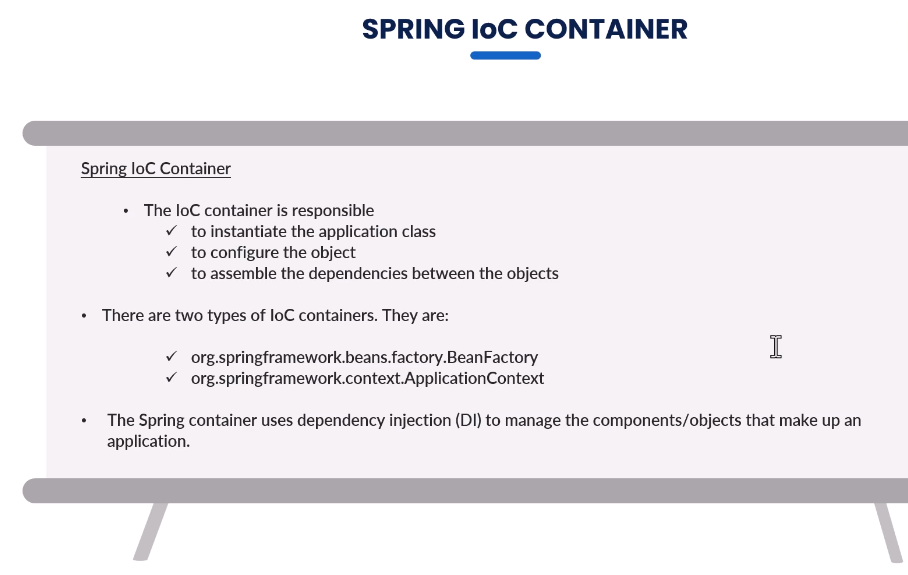 SPRING IoC CONTAINER
Spring IoC Container
• The IoC container is responsible
✓ to instantiate the application class
✓ to configure the object
✓ to assemble the dependencies between the objects
• There are two types of IoC containers. They are:
✓ org.springframework.beans.factory.BeanFactory
✓ org.springframework.context.ApplicationContext
• The Spring container uses dependency injection (DI) to manage the components/objects that make up an
application.